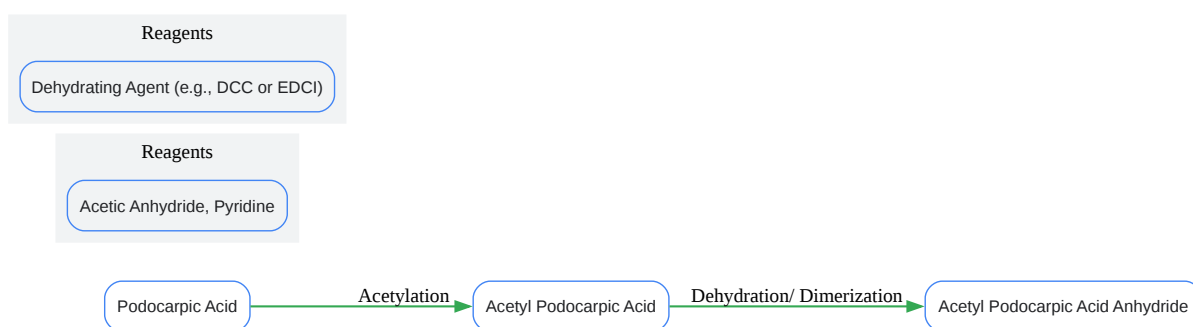 Reagents
Dehydrating Agent (e.g., DCC or EDCI)
Reagents
Acetic Anhydride, Pyridine
Podocarpic Acid
Acetylation
Acetyl Podocarpic Acid
Dehydration/ Dimerization
Acetyl Podocarpic Acid Anhydride